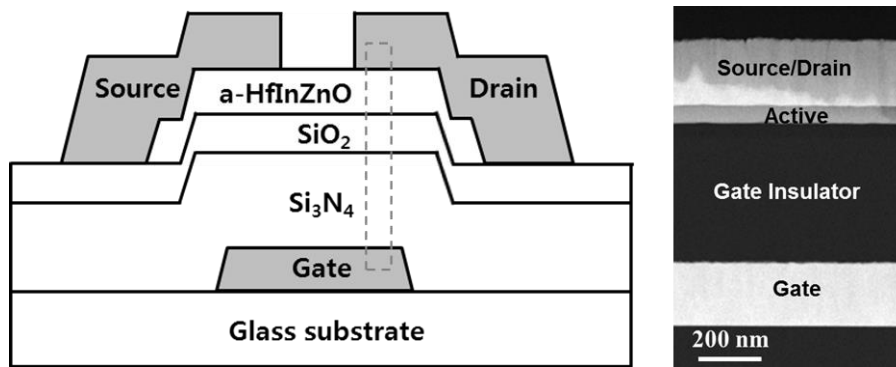 Source
a-HfInZnO
Drain
SiO₂
Si₃N₄
Gate
Glass substrate
Source/Drain
Active
Gate Insulator
Gate
200 nm